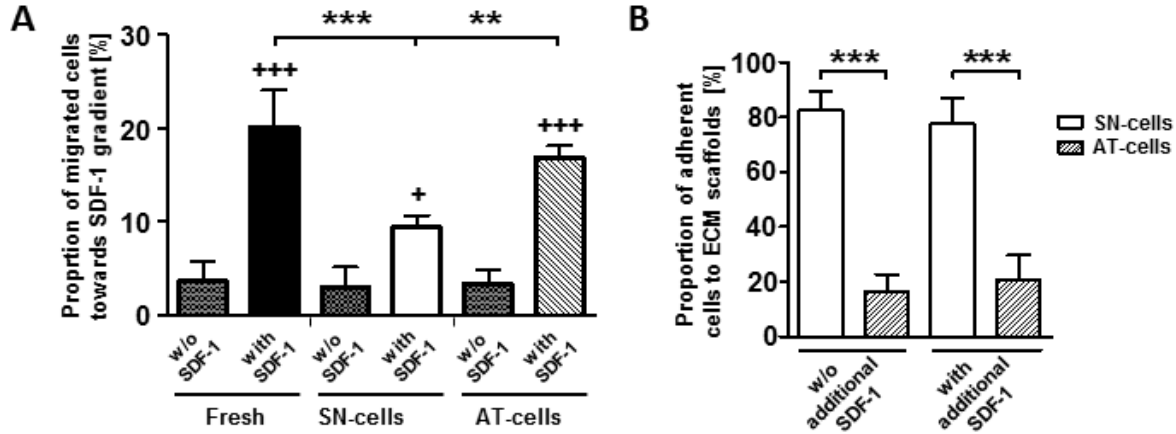 A
Proprtion of migrated cells
towards SDF-1 gradient [%]
30
20
10
0
***
**
+++
+
+++
w/o
SDF-1
with
SDF-1
w/o
SDF-1
with
SDF-1
w/o
SDF-1
with
SDF-1
Fresh
SN-cells
AT-cells
B
Proportion of adherent
cells to ECM scaffolds [%]
100
80
60
40
20
0
***
***
SN-cells
AT-cells
w/o
additional
SDF-1
with
additional
SDF-1